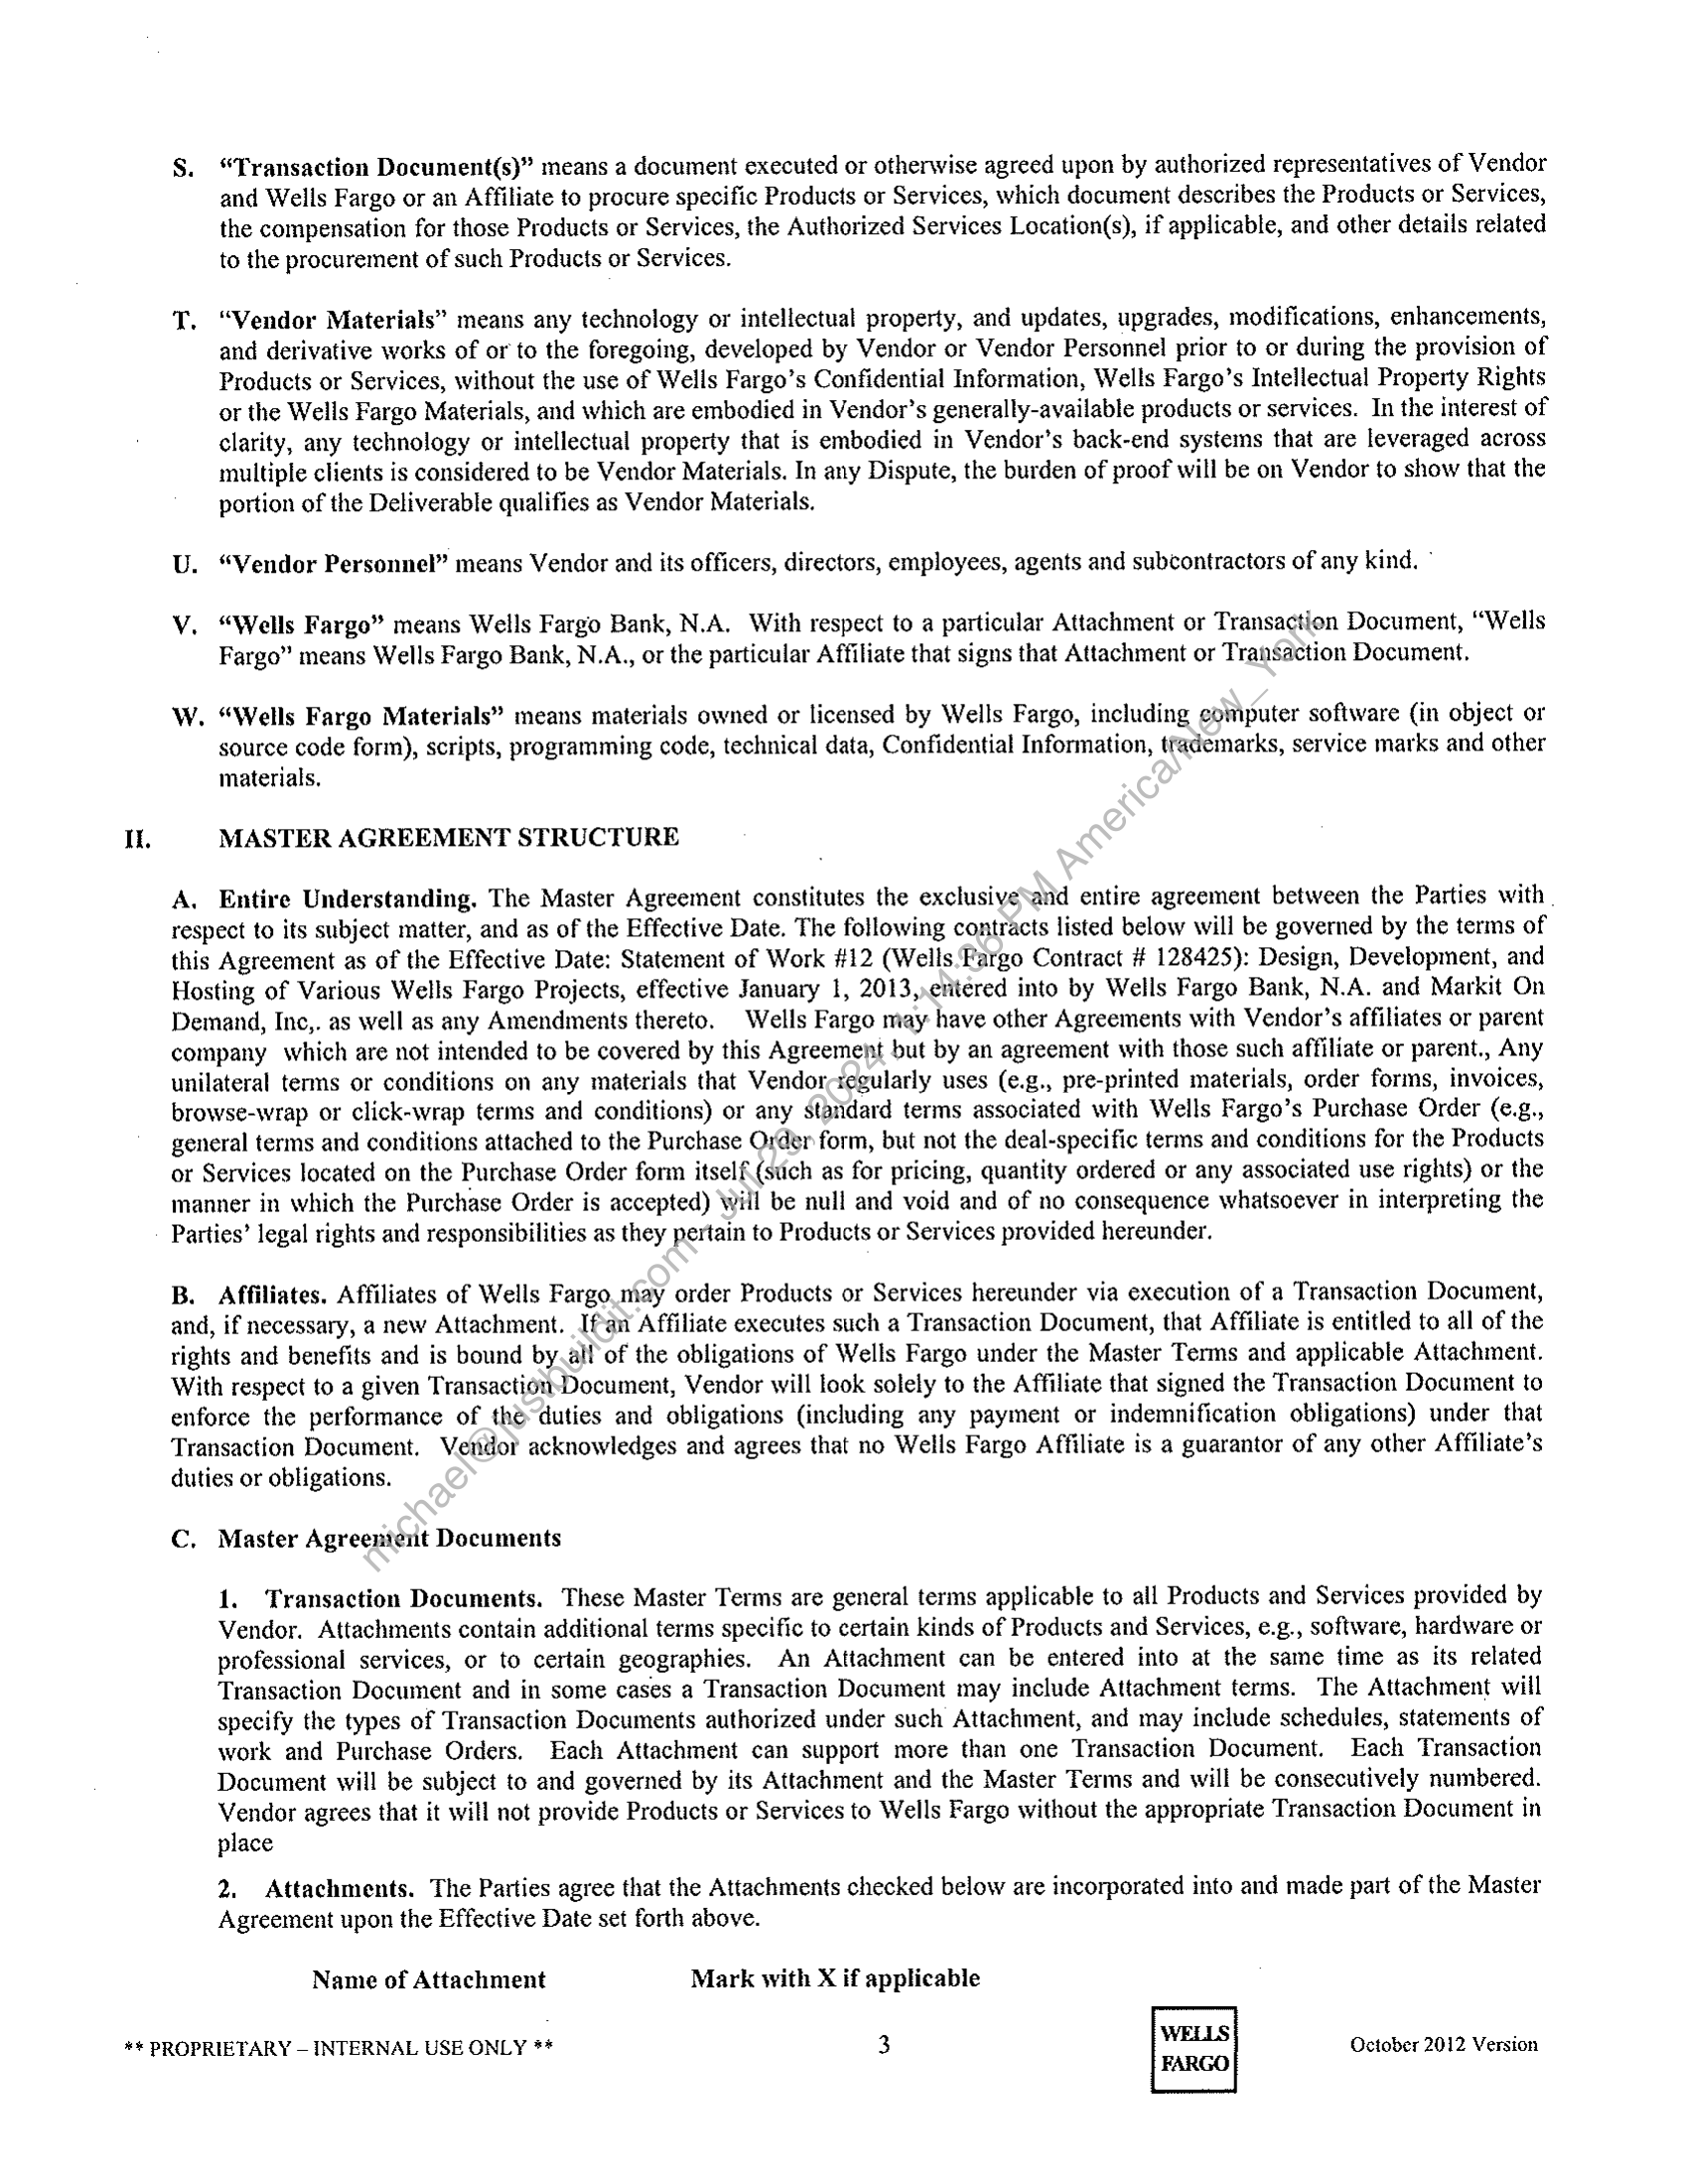 S. “Transaction Document(s)” means a document executed or otherwise agreed upon by authorized representatives of Vendor
and Wells Fargo or an Affiliate to procure specific Products or Services, which document describes the Products or Services,
the compensation for those Products or Services, the Authorized Services Location(s), if applicable, and other details related
to the procurement of such Products or Services.
T. “Vendor Materials” means any technology or intellectual property, and updates, upgrades, modifications, enhancements,
and derivative works of or to the foregoing, developed by Vendor or Vendor Personnel prior to or during the provision of
Products or Services, without the use of Wells Fargo’s Confidential Information, Wells Fargo’s Intellectual Property Rights
or the Wells Fargo Materials, and which are embodied in Vendor’s generally-available products or services. In the interest of
clarity, any technology or intellectual property that is embodied in Vendor’s back-end systems that are leveraged across
multiple clients is considered to be Vendor Materials. In any Dispute, the burden of proof will be on Vendor to show that the
portion of the Deliverable qualifies as Vendor Materials.
U. “Vendor Personnel” means Vendor and its officers, directors, employees, agents and subcontractors of any kind.
V. “Wells Fargo” means Wells Fargo Bank, N.A. With respect to a particular Attachment or Transaction Document, “Wells
Fargo” means Wells Fargo Bank, N.A., or the particular Affiliate that signs that Attachment or Transaction Document.
W. “Wells Fargo Materials” means materials owned or licensed by Wells Fargo, including computer software (in object or
source code form), scripts, programming code, technical data, Confidential Information, trademarks, service marks and other
materials.
II. MASTER AGREEMENT STRUCTURE
A. Entire Understanding. The Master Agreement constitutes the exclusive and entire agreement between the Parties with
respect to its subject matter, and as of the Effective Date. The following contracts listed below will be governed by the terms of
this Agreement as of the Effective Date: Statement of Work #12 (Wells Fargo Contract # 128425): Design, Development, and
Hosting of Various Wells Fargo Projects, effective January 1, 2013, entered into by Wells Fargo Bank, N.A. and Markit On
Demand, Inc,. as well as any Amendments thereto. Wells Fargo may have other Agreements with Vendor’s affiliates or parent
company which are not intended to be covered by this Agreement but by an agreement with those such affiliate or parent., Any
unilateral terms or conditions on any materials that Vendor regularly uses (e.g., pre-printed materials, order forms, invoices,
browse-wrap or click-wrap terms and conditions) or any standard terms associated with Wells Fargo’s Purchase Order (e.g.,
general terms and conditions attached to the Purchase Order form, but not the deal-specific terms and conditions for the Products
or Services located on the Purchase Order form itself (such as for pricing, quantity ordered or any associated use rights) or the
manner in which the Purchase Order is accepted) will be null and void and of no consequence whatsoever in interpreting the
Parties’ legal rights and responsibilities as they pertain to Products or Services provided hereunder.
B. Affiliates. Affiliates of Wells Fargo may order Products or Services hereunder via execution of a Transaction Document,
and, if necessary, a new Attachment. If an Affiliate executes such a Transaction Document, that Affiliate is entitled to all of the
rights and benefits and is bound by all of the obligations of Wells Fargo under the Master Terms and applicable Attachment.
With respect to a given Transaction Document, Vendor will look solely to the Affiliate that signed the Transaction Document to
enforce the performance of the duties and obligations (including any payment or indemnification obligations) under that
Transaction Document. Vendor acknowledges and agrees that no Wells Fargo Affiliate is a guarantor of any other Affiliate’s
duties or obligations.
C. Master Agreement Documents
1. Transaction Documents. These Master Terms are general terms applicable to all Products and Services provided by
Vendor. Attachments contain additional terms specific to certain kinds of Products and Services, e.g., software, hardware or
professional services, or to certain geographies. An Attachment can be entered into at the same time as its related
Transaction Document and in some cases a Transaction Document may include Attachment terms. The Attachment will
specify the types of Transaction Documents authorized under such Attachment, and may include schedules, statements of
work and Purchase Orders. Each Attachment can support more than one Transaction Document. Each Transaction
Document will be subject to and governed by its Attachment and the Master Terms and will be consecutively numbered.
Vendor agrees that it will not provide Products or Services to Wells Fargo without the appropriate Transaction Document in
place
2. Attachments. The Parties agree that the Attachments checked below are incorporated into and made part of the Master
Agreement upon the Effective Date set forth above.
Name of Attachment Mark with X if applicable
** PROPRIETARY – INTERNAL USE ONLY ** 3 WELLS FARGO October 2012 Version
michael@justbuildit.com - Jul 29, 2024, 1:14:36 PM America/New_York